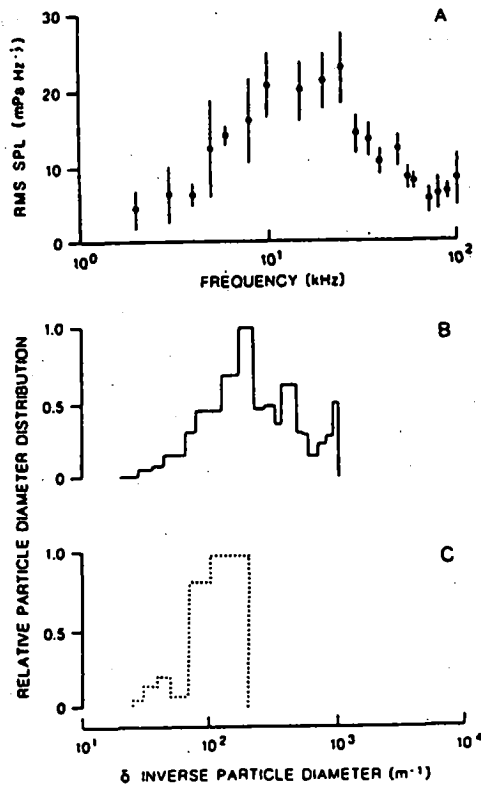 A
30
20
10
0
RMS SPL (mPa Hz⁻½)
10⁰
10¹
10²
FREQUENCY (kHz)
B
1.0
0.5
0
RELATIVE PARTICLE DIAMETER DISTRIBUTION
C
1.0
0.5
0
10¹
10²
10³
10⁴
δ INVERSE PARTICLE DIAMETER (m⁻¹)